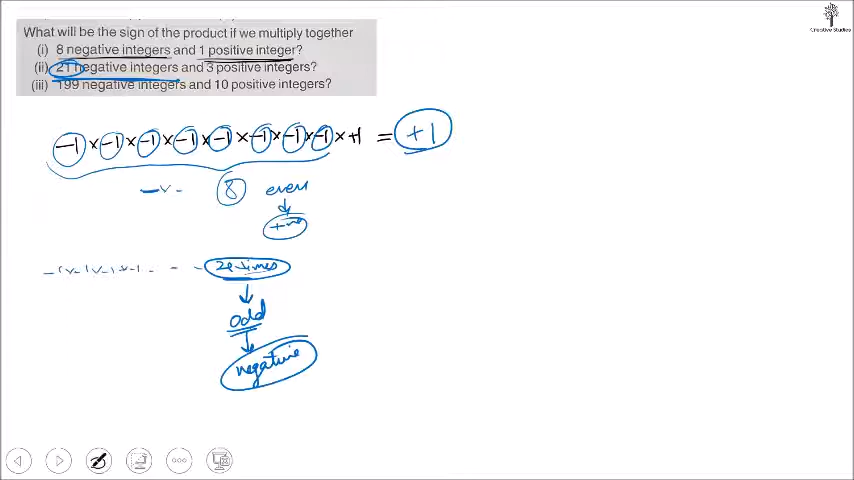 Creative Studies
What will be the sign of the product if we multiply together
(i) 8 negative integers and 1 positive integer?
(ii) 21 negative integers and 3 positive integers?
(iii) 199 negative integers and 10 positive integers?
-1 × -1 × -1 × -1 × -1 × -1 × -1 × -1 × +1 = +1
8 even
+ve
times
odd
negative